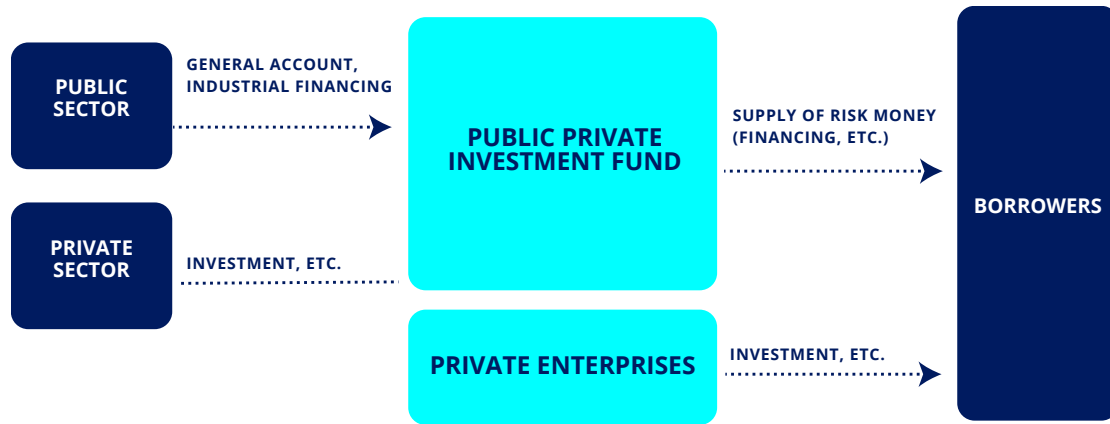 PUBLIC
SECTOR
GENERAL ACCOUNT,
INDUSTRIAL FINANCING
PUBLIC PRIVATE
INVESTMENT FUND
SUPPLY OF RISK MONEY
(FINANCING, ETC.)
BORROWERS
PRIVATE
SECTOR
INVESTMENT, ETC.
PRIVATE ENTERPRISES
INVESTMENT, ETC.